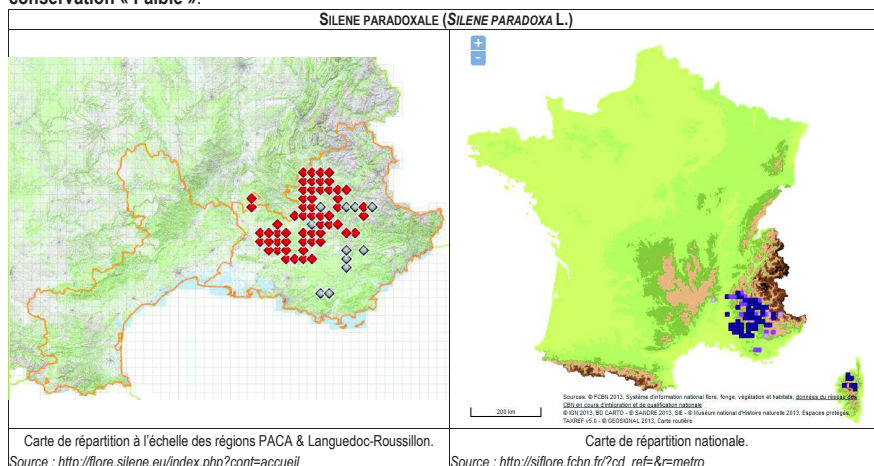 conservation « Faible ».
SILENE PARADOXALE (SILENE PARADOXA L.)
+
-
200 km
Sources: © FCBN 2013, Système d'information national flore, fonge, végétation et habitats, données du réseau des
CBN en cours d'intégration et de qualification nationale
© IGN 2013, BD CARTO - © SANDRE 2013, SIE - © Muséum national d'Histoire naturelle 2013, Espaces protégés,
TAXREF v5.0 - © GEOSIGNAL 2013, Carte routière
Carte de répartition à l'échelle des régions PACA & Languedoc-Roussillon.
Source : http://flore.silene.eu/index.php?cont=accueil
Carte de répartition nationale.
Source : http://siflore.fcbn.fr/?cd_ref=&r=metro